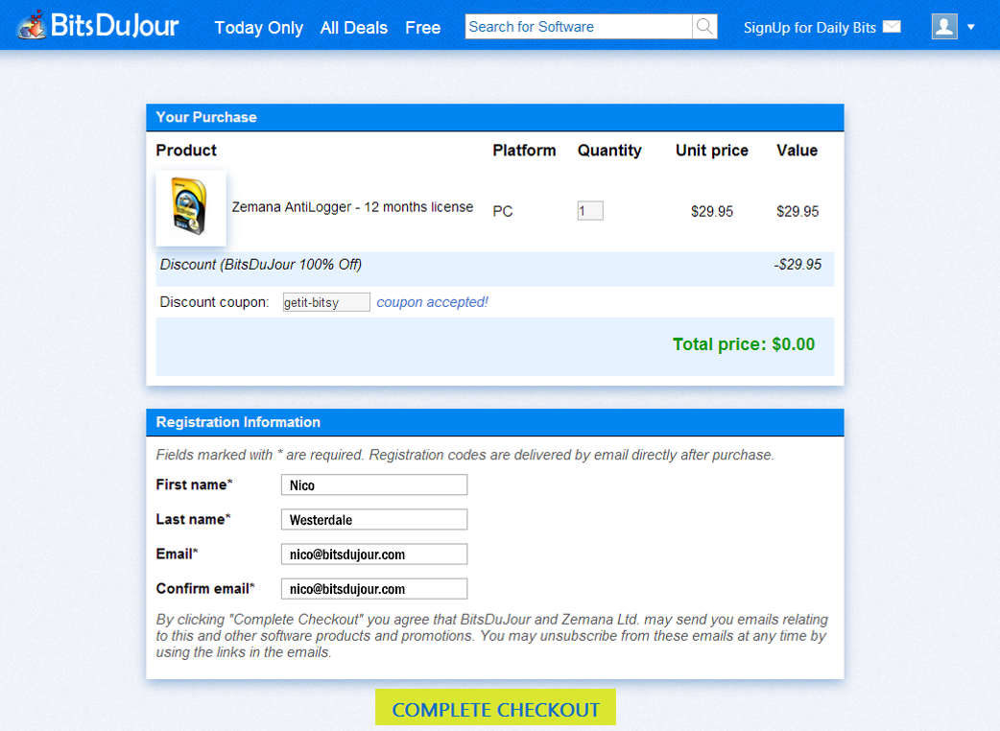 BitsDuJour Today Only All Deals Free Search for Software SignUp for Daily Bits
Your Purchase
Product Platform Quantity Unit price Value
Zemana AntiLogger - 12 months license PC 1 $29.95 $29.95
Discount (BitsDuJour 100% Off) -$29.95
Discount coupon: getit-bitsy coupon accepted!
Total price: $0.00
Registration Information
Fields marked with * are required. Registration codes are delivered by email directly after purchase.
First name* Nico
Last name* Westerdale
Email* nico@bitsdujour.com
Confirm email* nico@bitsdujour.com
By clicking "Complete Checkout" you agree that BitsDuJour and Zemana Ltd. may send you emails relating
to this and other software products and promotions. You may unsubscribe from these emails at any time by
using the links in the emails.
COMPLETE CHECKOUT